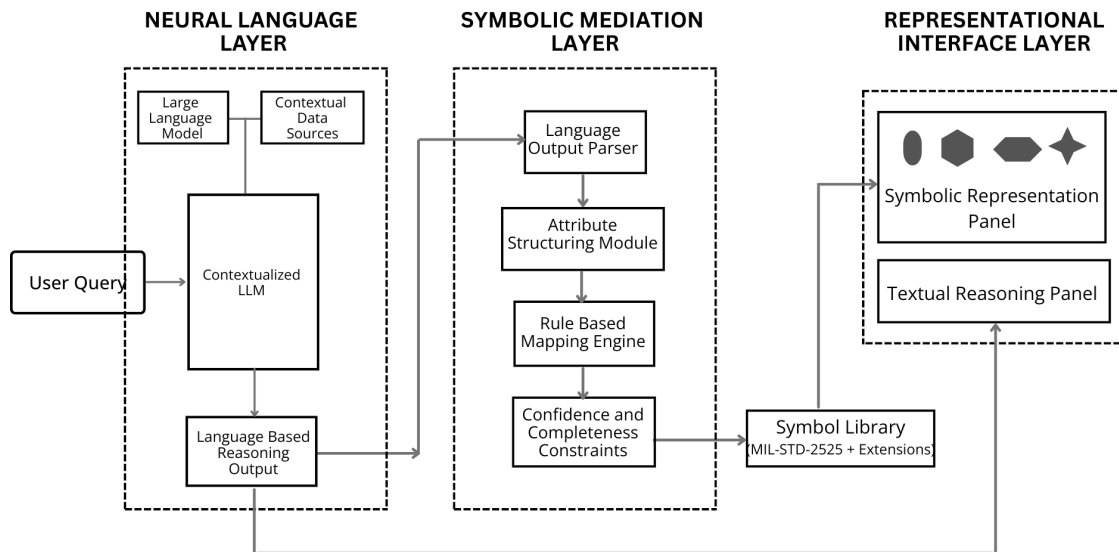 NEURAL LANGUAGE
LAYER
SYMBOLIC MEDIATION
LAYER
REPRESENTATIONAL
INTERFACE LAYER
Large
Language
Model
Contextual
Data
Sources
User Query
Contextualized
LLM
Language Based
Reasoning
Output
Language
Output Parser
Attribute
Structuring Module
Rule Based
Mapping Engine
Confidence and
Completeness
Constraints
Symbol Library
(MIL-STD-2525 + Extensions)
Symbolic Representation
Panel
Textual Reasoning Panel